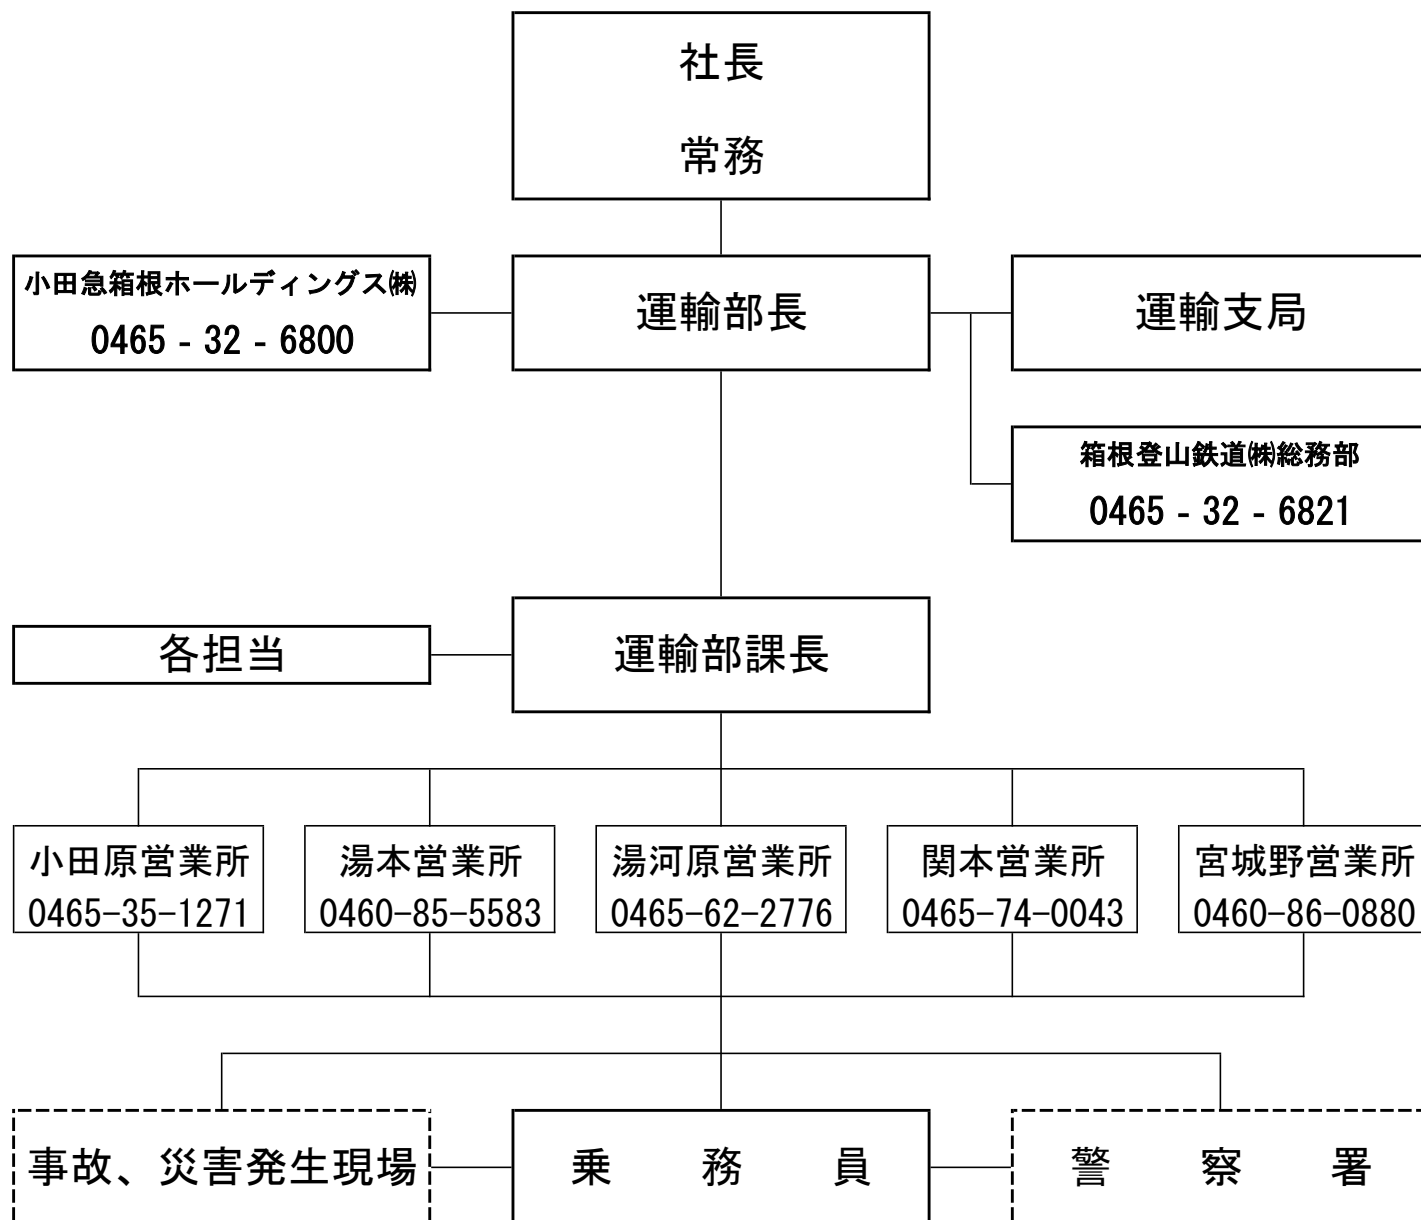 社長
常務
小田急箱根ホールディングス㈱
0465 - 32 - 6800
運輸部長
運輸支局
箱根登山鉄道㈱総務部
0465 - 32 - 6821
各担当
運輸部課長
小田原営業所
0465-35-1271
湯本営業所
0460-85-5583
湯河原営業所
0465-62-2776
関本営業所
0465-74-0043
宮城野営業所
0460-86-0880
事故、災害発生現場
乗　務　員
警　察　署